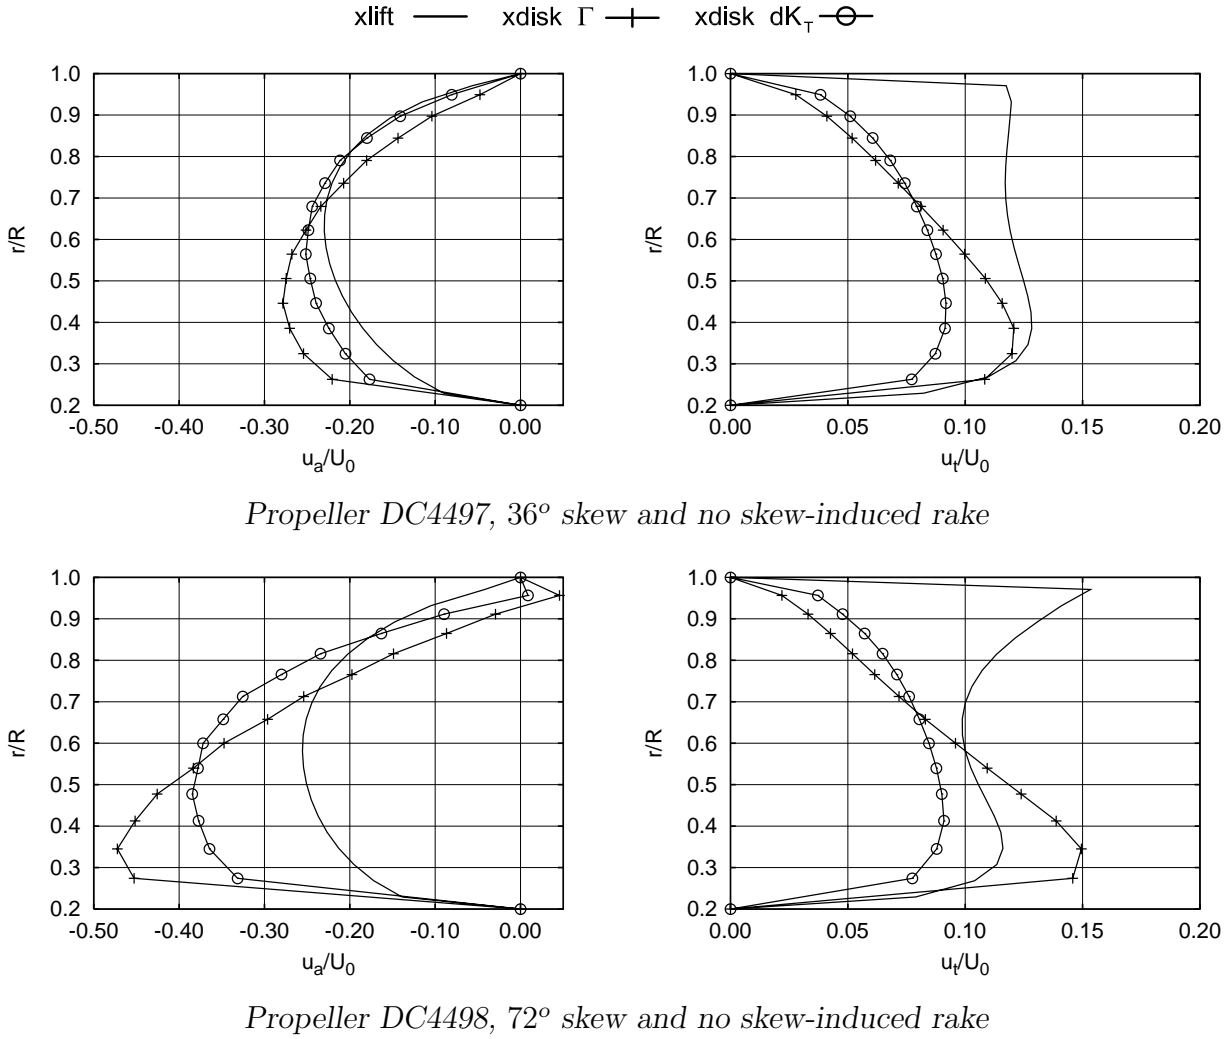 xlift xdisk Γ xdisk dK_T
1.0 1.0
0.9 0.9
0.8 0.8
0.7 0.7
r/R 0.6 r/R 0.6
0.5 0.5
0.4 0.4
0.3 0.3
0.2 0.2
-0.50 -0.40 -0.30 -0.20 -0.10 0.00 0.00 0.05 0.10 0.15 0.20
u_a/U_0 u_t/U_0
Propeller DC4497, 36° skew and no skew-induced rake
1.0 1.0
0.9 0.9
0.8 0.8
0.7 0.7
r/R 0.6 r/R 0.6
0.5 0.5
0.4 0.4
0.3 0.3
0.2 0.2
-0.50 -0.40 -0.30 -0.20 -0.10 0.00 0.00 0.05 0.10 0.15 0.20
u_a/U_0 u_t/U_0
Propeller DC4498, 72° skew and no skew-induced rake